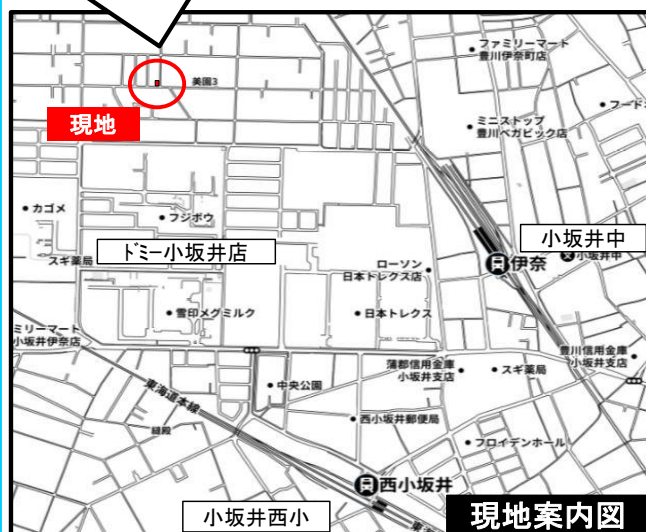 ファミリーマート
豊川伊奈町店
美園3
現地
ミニストップ
豊川ベガビック店
フード
カゴメ
フジボウ
ドミー小坂井店
小坂井中
小坂井中
スギ薬局
ローソン
日本トレクス店
伊奈
雪印メグミルク
日本トレクス
ミリーマート
小坂井伊奈店
蒲郡信用金庫
小坂井支店
スギ薬局
豊川信用金庫
小坂井支店
東海道本線
中央公園
西小坂井郵便局
フロイデンホール
西小坂井
小坂井西小
東海
現地案内図